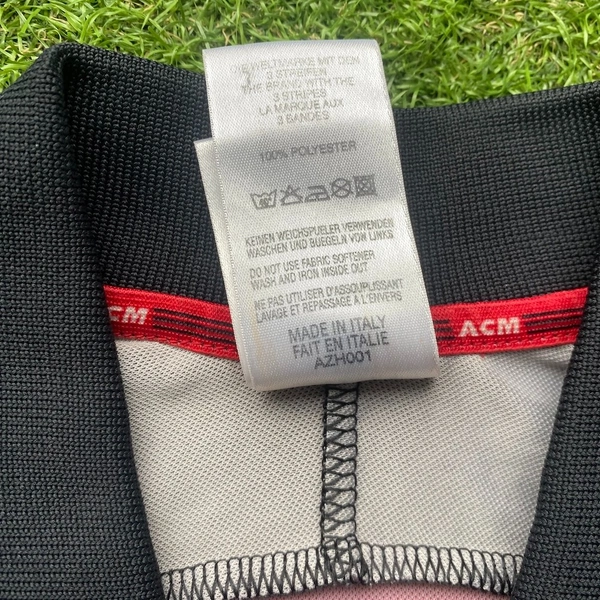 DIE WELTMARKE MIT DEN
3 STREIFEN
THE BRAND WITH THE
3 STRIPES
LA MARQUE AUX
3 BANDES
100% POLYESTER
KEINEN WEICHSPUELER VERWENDEN
WASCHEN UND BUEGELN VON LINKS
DO NOT USE FABRIC SOFTENER
WASH AND IRON INSIDE OUT
NE PAS UTILISER D'ASSOUPLISSANT
LAVAGE ET REPASSAGE A L'ENVERS
MADE IN ITALY
FAIT EN ITALIE
AZH001
ACM
ACM